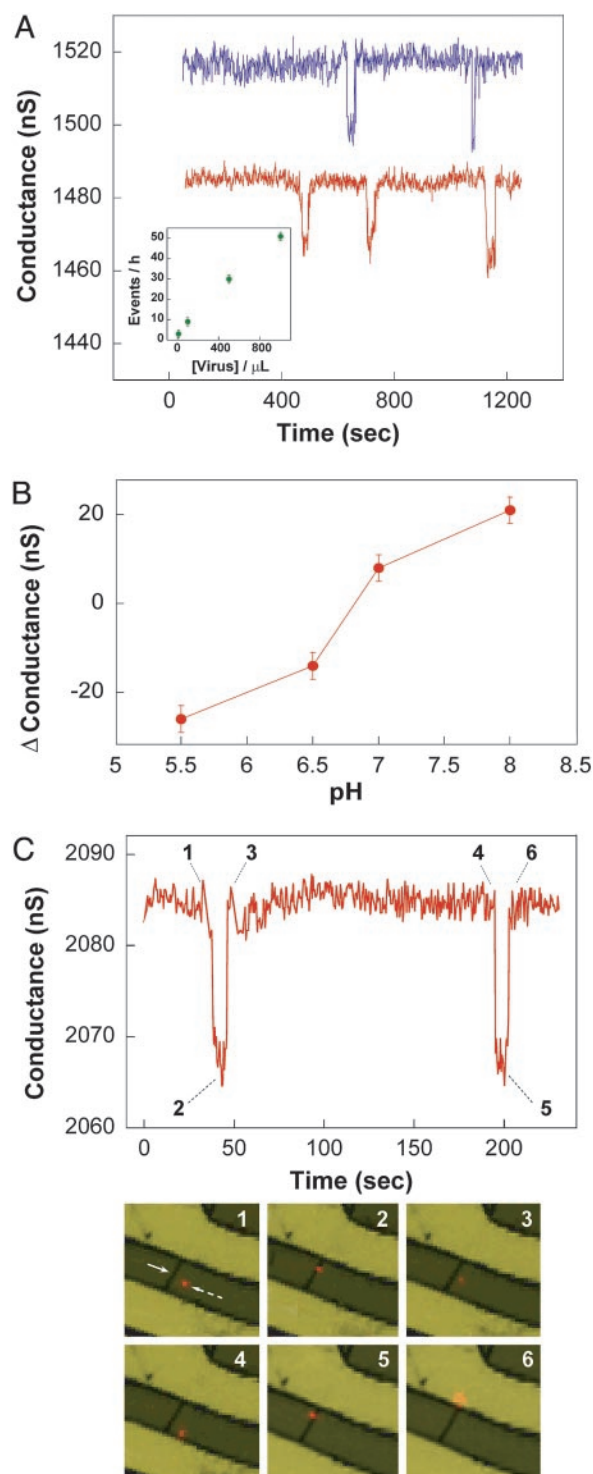 A
Conductance (nS)
1520
1500
1480
1460
1440
Events / h
50
40
30
20
10
0
0 400 800
[Virus] / μL
0 400 800 1200
Time (sec)
B
Δ Conductance (nS)
20
0
-20
5 5.5 6 6.5 7 7.5 8 8.5
pH
C
Conductance (nS)
2090
2080
2070
2060
1 3 4 6
2 5
0 50 100 150 200
Time (sec)
1 2 3
4 5 6